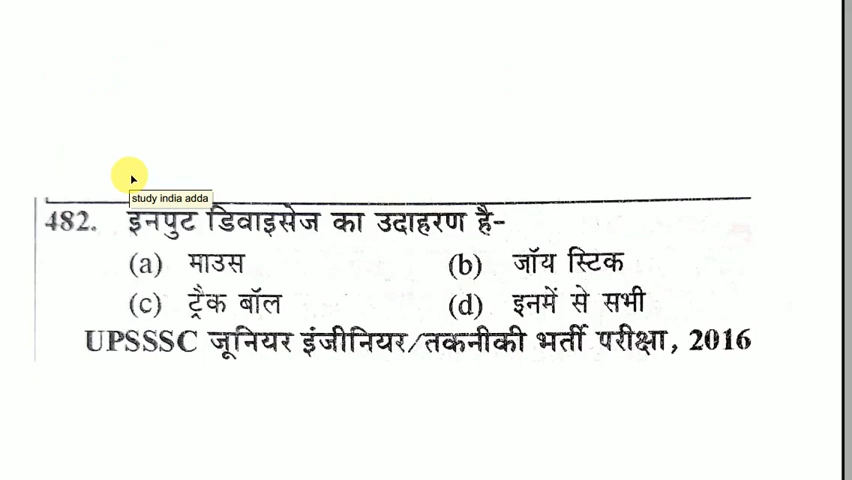 study india adda
482. इनपुट डिवाइसेज का उदाहरण है-
(a) माउस (b) जॉय स्टिक
(c) ट्रैक बॉल (d) इनमें से सभी
UPSSSC जूनियर इंजीनियर/तकनीकी भर्ती परीक्षा, 2016